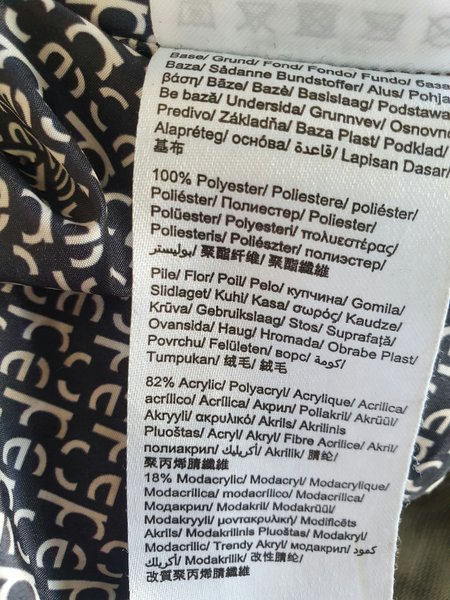 Base/ Grund/ Fond/ Fondo/ Fundo/ база
Baza/ Sådanne Bundstoffer/ Alus/ Pohja
βάση/ Bāze/ Bazė/ Basislaag/ Podstawa
Be bază/ Undersida/ Grunnvev/ Osnovno
Predivo/ Základňa/ Baza Plast/ Podklad/
Alapréteg/ оснóва/ قاعدة/ Lapisan Dasar/
基布
100% Polyester/ Poliestere/ poliéster/
Poliéster/ Полиестер/ Poliester/
Polüester/ Polyesteri/ πολυεστέρας/
Poliesteris/ Poliészter/ полиэстер/
بوليستر/ 聚酯纤维/ 聚酯纖維
Pile/ Flor/ Poil/ Pelo/ купчина/ Gomila/
Slidlaget/ Kuhi/ Kasa/ σωρός/ Kaudze/
Krūva/ Gebruikslaag/ Stos/ Suprafață/
Ovansida/ Haug/ Hromada/ Obrabe Plast/
Povrchu/ Felületen/ ворс/ كومة/
Tumpukan/ 绒毛/ 絨毛
82% Acrylic/ Polyacryl/ Acrylique/ Acrilica/
acrílico/ Acrílica/ Акрил/ Poliakril/ Akrüül/
Akryyli/ ακρυλικό/ Akrils/ Akrilinis
Pluoštas/ Acryl/ Akryl/ Fibre Acrilice/ Akril/
полиакрил/ أكريليك/ Akrilik/ 腈纶/
聚丙烯腈纖維
18% Modacrylic/ Modacryl/ Modacrylique/
Modacrilica/ modacrílico/ Modacrílica/
Модакрил/ Modakril/ Modakrüül/
Modakryyli/ μοντακρυλική/ Modificēts
Akrils/ Modakrilinis Pluoštas/ Modakryl/
Modacrilic/ Trendy Akryl/ модакрил/ كمود
أكريليك/ Modakrilik/ 改性腈纶/
改質聚丙烯腈纖維